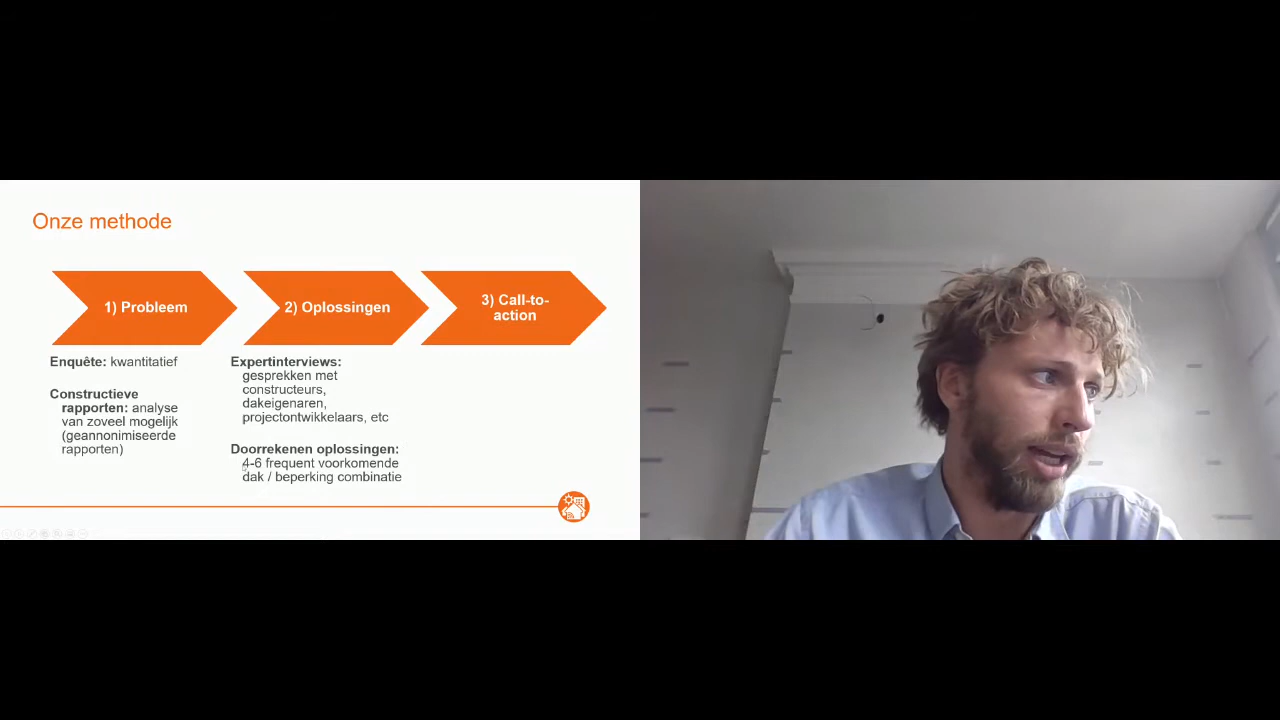 Onze methode
1) Probleem
2) Oplossingen
3) Call-to-
action
Enquête: kwantitatief
Constructieve
rapporten: analyse
van zoveel mogelijk
(geannonimiseerde
rapporten)
Expertinterviews:
gesprekken met
constructeurs,
dakeigenaren,
projectontwikkelaars, etc
Doorrekenen oplossingen:
4-6 frequent voorkomende
dak / beperking combinatie